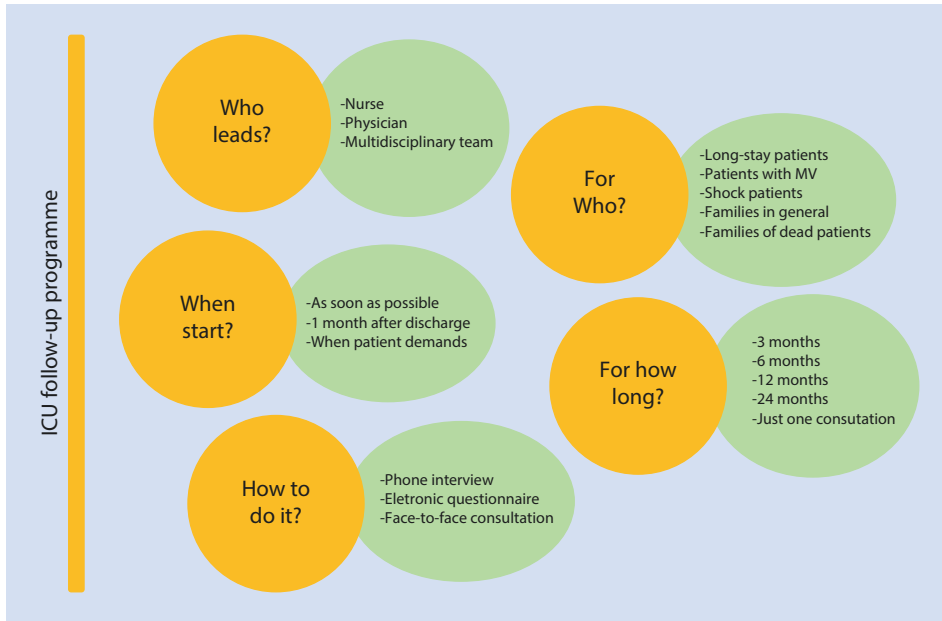 ICU follow-up programme
Who
leads?
-Nurse
-Physician
-Multidisciplinary team
For
Who?
-Long-stay patients
-Patients with MV
-Shock patients
-Families in general
-Families of dead patients
When
start?
-As soon as possible
-1 month after discharge
-When patient demands
For how
long?
-3 months
-6 months
-12 months
-24 months
-Just one consutation
How to
do it?
-Phone interview
-Eletronic questionnaire
-Face-to-face consultation